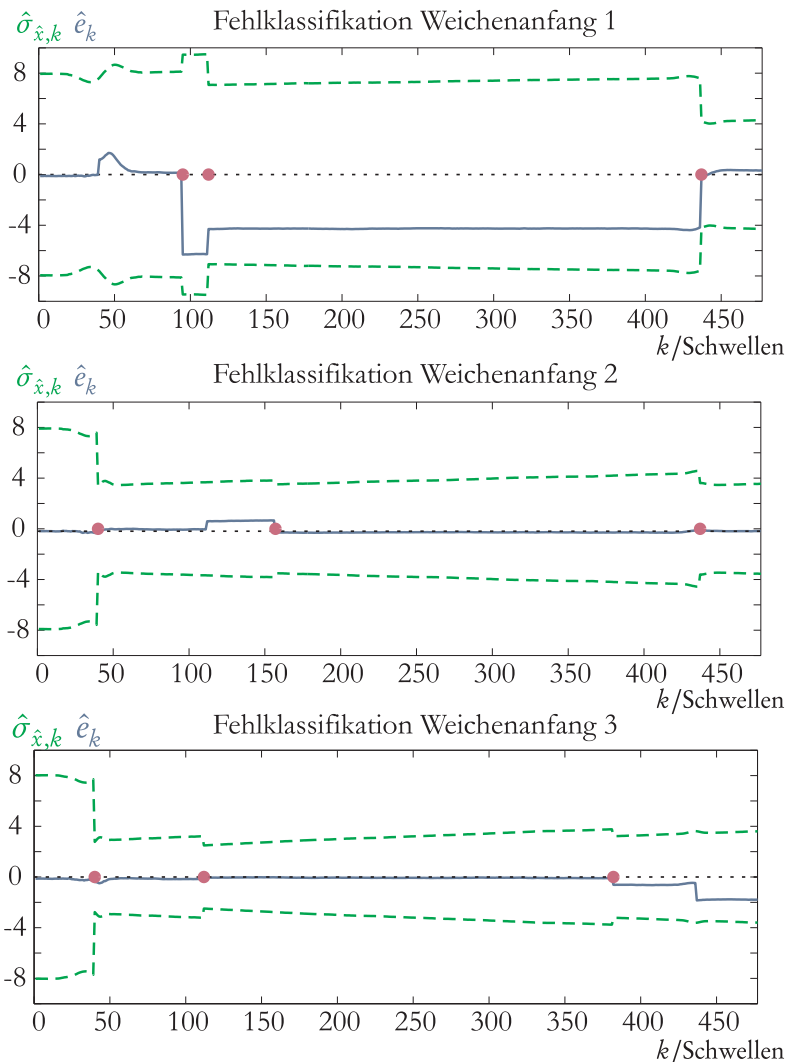 σ̂x̂,k êk Fehlklassifikation Weichenanfang 1
8
4
0
-4
-8
0 50 100 150 200 250 300 350 400 450
k/Schwellen
σ̂x̂,k êk Fehlklassifikation Weichenanfang 2
8
4
0
-4
-8
0 50 100 150 200 250 300 350 400 450
k/Schwellen
σ̂x̂,k êk Fehlklassifikation Weichenanfang 3
8
4
0
-4
-8
0 50 100 150 200 250 300 350 400 450
k/Schwellen